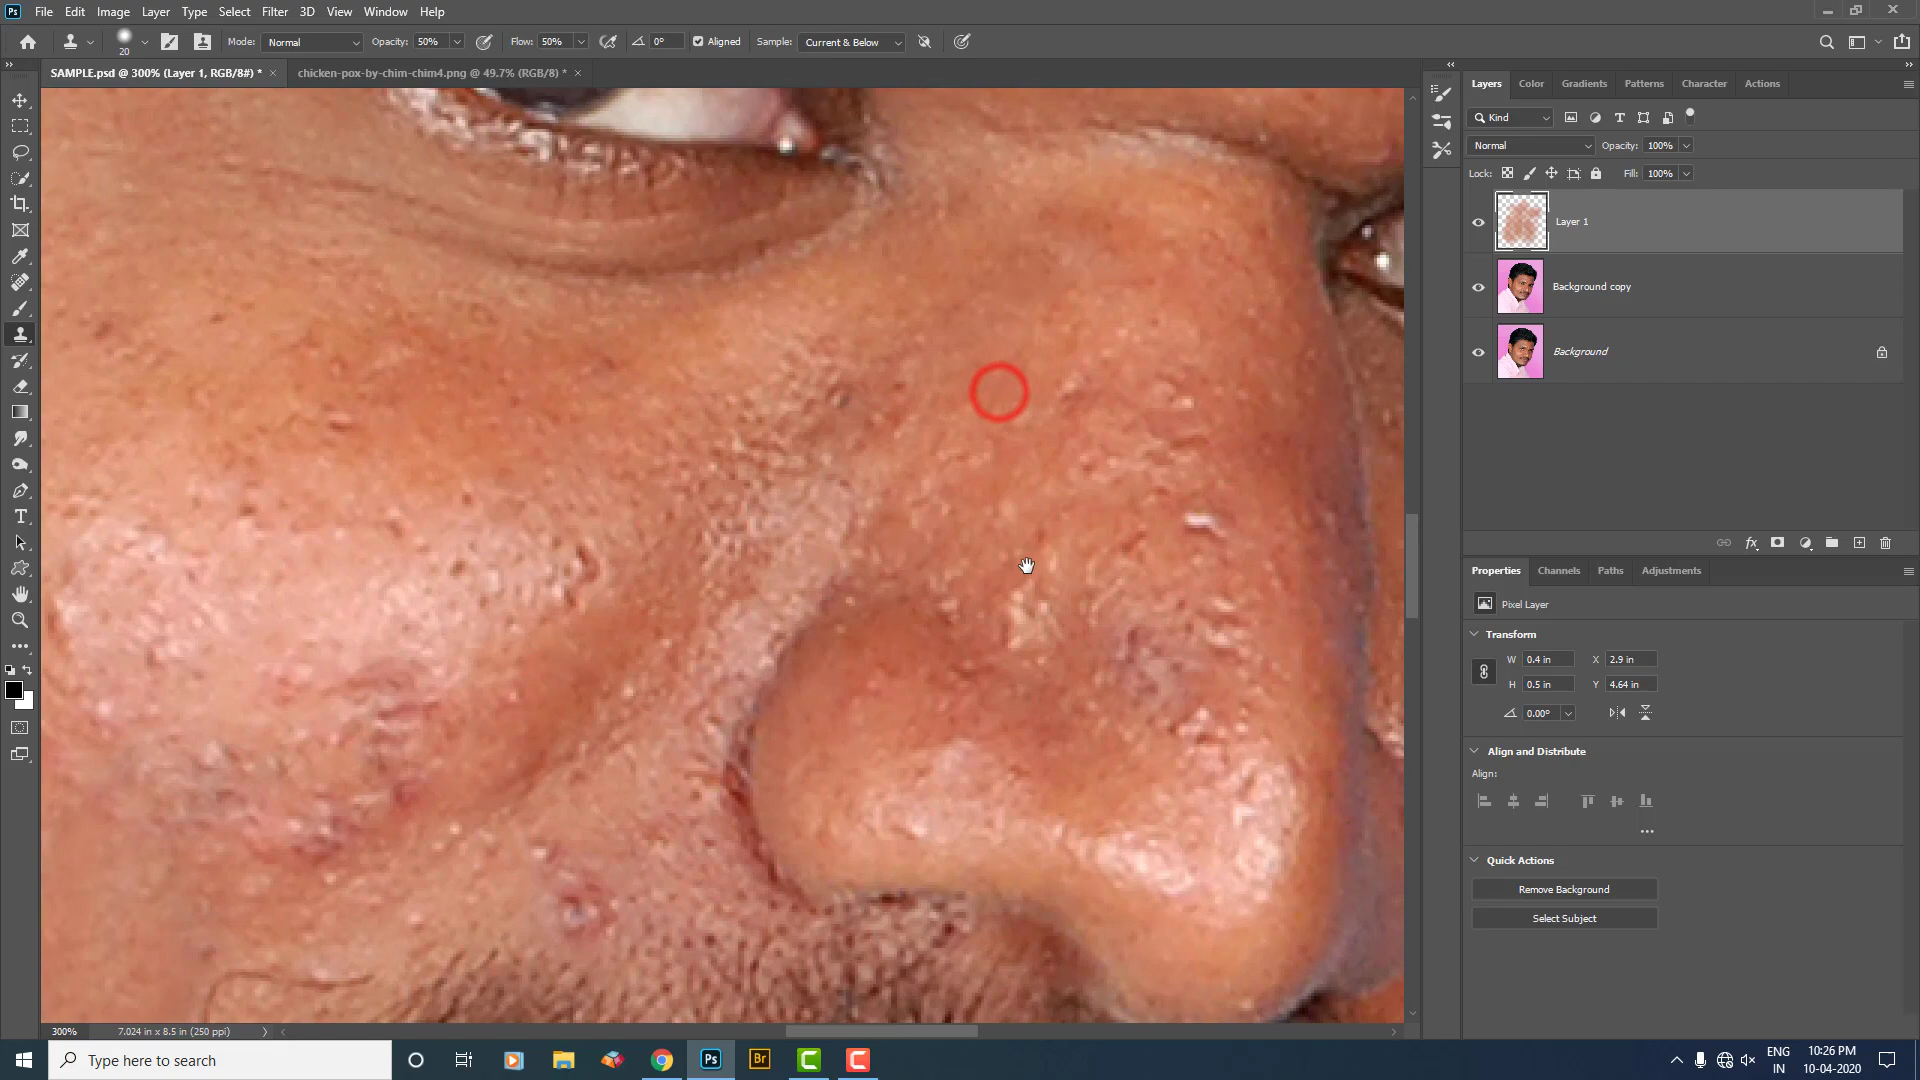 Ps File Edit Image Layer Type Select Filter 3D View Window Help
20 Mode: Normal Opacity: 50% Flow: 50% 0° Aligned Sample: Current & Below
SAMPLE.psd @ 300% (Layer 1, RGB/8#) * × chicken-pox-by-chim-chim4.png @ 49.7% (RGB/8) * ×
Layers Color Gradients Patterns Character Actions
Kind
Normal Opacity: 100%
Lock: Fill: 100%
Layer 1
Background copy
Background
Properties Channels Paths Adjustments
Pixel Layer
Transform
W 0.4 in X 2.9 in
H 0.5 in Y 4.64 in
0.00°
Align and Distribute
Align:
Quick Actions
Remove Background
Select Subject
300% 7.024 in x 8.5 in (250 ppi)
Type here to search
Ps Br
ENG
IN
10:26 PM
10-04-2020